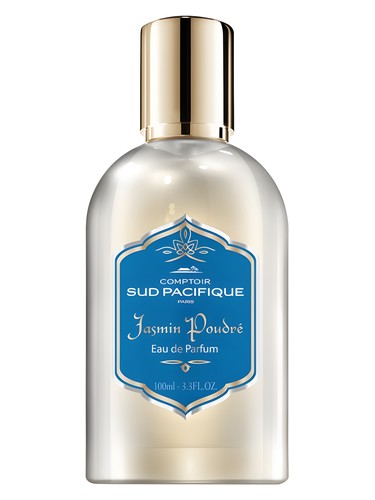 COMPTOIR
SUD PACIFIQUE
PARIS
Jasmin Poudré
Eau de Parfum
100ml - 3.3FL.OZ.